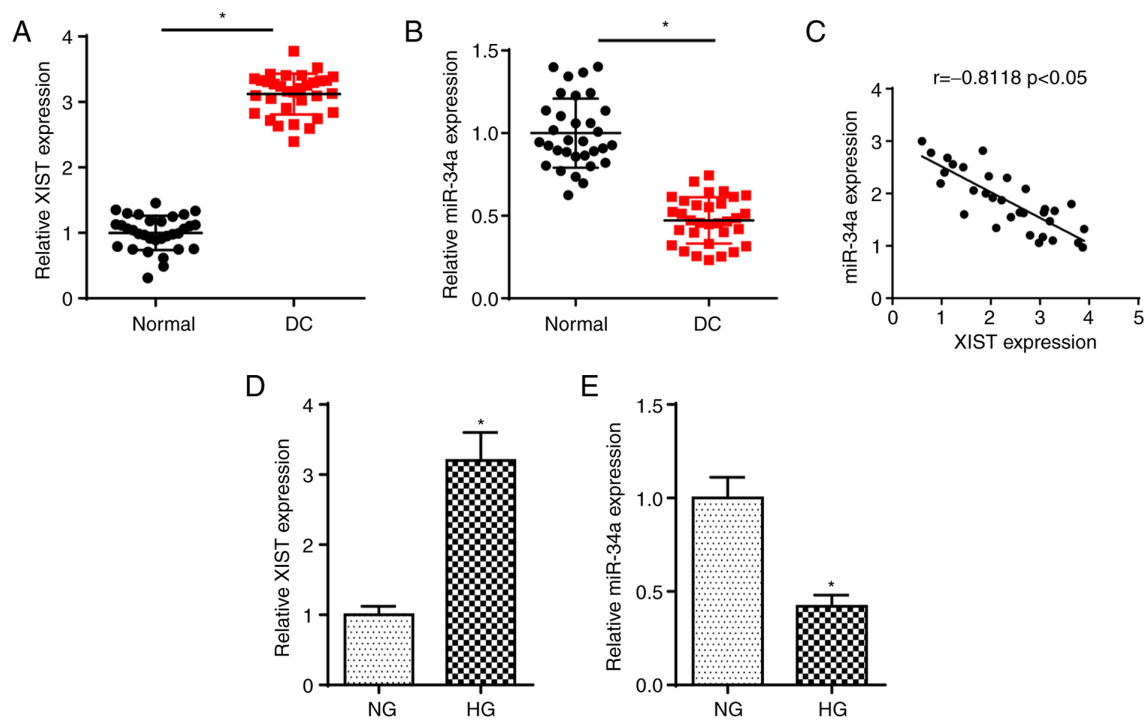 A
*
Relative XIST expression
4
3
2
1
0
Normal
DC
B
*
Relative miR-34a expression
1.5
1.0
0.5
0.0
Normal
DC
C
r=−0.8118 p<0.05
miR-34a expression
4
3
2
1
0
0
1
2
3
4
5
XIST expression
D
*
Relative XIST expression
4
3
2
1
0
NG
HG
E
*
Relative miR-34a expression
1.5
1.0
0.5
0.0
NG
HG